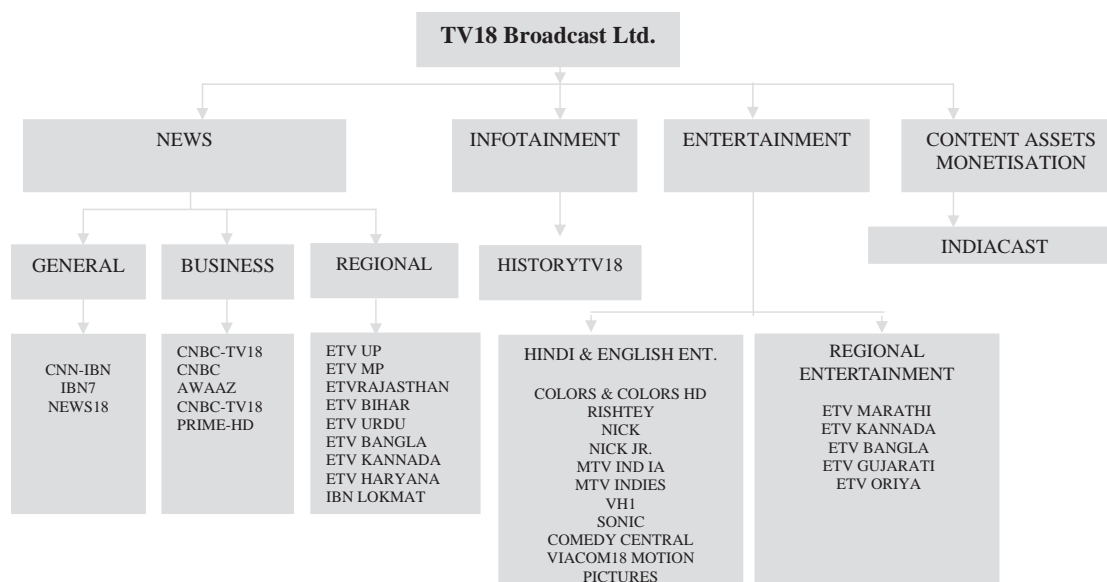 TV18 Broadcast Ltd.
NEWS
INFOTAINMENT
ENTERTAINMENT
CONTENT ASSETS
MONETISATION
GENERAL
BUSINESS
REGIONAL
HISTORYTV18
INDIACAST
CNN-IBN
IBN7
NEWS18
CNBC-TV18
CNBC
AWAAZ
CNBC-TV18
PRIME-HD
ETV UP
ETV MP
ETVRAJASTHAN
ETV BIHAR
ETV URDU
ETV BANGLA
ETV KANNADA
ETV HARYANA
IBN LOKMAT
HINDI & ENGLISH ENT.
COLORS & COLORS HD
RISHTEY
NICK
NICK JR.
MTV IND IA
MTV INDIES
VH1
SONIC
COMEDY CENTRAL
VIACOM18 MOTION
PICTURES
REGIONAL
ENTERTAINMENT
ETV MARATHI
ETV KANNADA
ETV BANGLA
ETV GUJARATI
ETV ORIYA